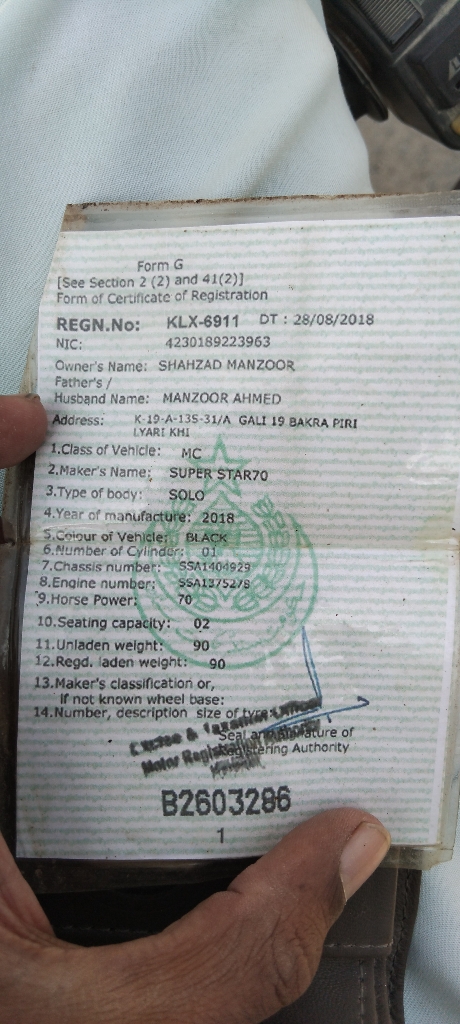 Form G
[See Section 2 (2) and 41(2)]
Form of Certificate of Registration
REGN.No: KLX-6911 DT : 28/08/2018
NIC: 4230189223963
Owner's Name: SHAHZAD MANZOOR
Father's /
Husband Name: MANZOOR AHMED
Address: K-19-A-135-31/A GALI 19 BAKRA PIRI
LYARI KHI
1.Class of Vehicle: MC
2.Maker's Name: SUPER STAR70
3.Type of body: SOLO
4.Year of manufacture: 2018
5.Colour of Vehicle: BLACK
6.Number of Cylinder: 01
7.Chassis number: SSA1404929
8.Engine number: SSA1375278
9.Horse Power: 70
10.Seating capacity: 02
11.Unladen weight: 90
12.Regd. laden weight: 90
13.Maker's classification or,
if not known wheel base:
14.Number, description size of tyre:
Excise & Taxation Officer
Seal and Signature of
Motor Registering Authority
B2603286
1